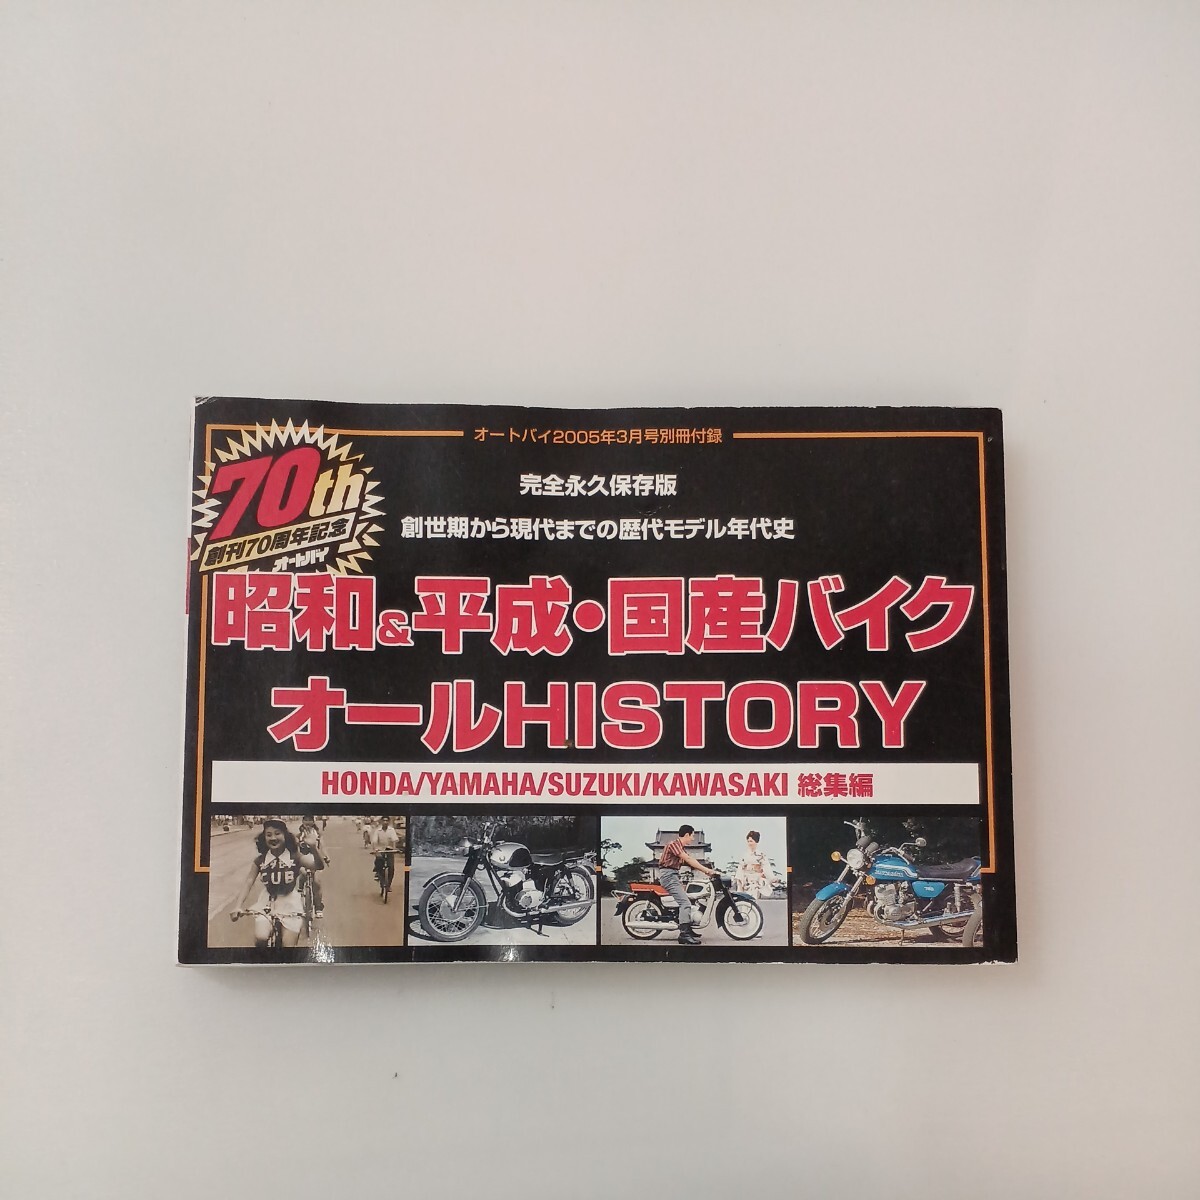 オートバイ2005年3月号別冊付録
70th
創刊70周年記念
オートバイ
完全永久保存版
創世期から現代までの歴代モデル年代史
昭和&平成・国産バイク
オールHISTORY
HONDA/YAMAHA/SUZUKI/KAWASAKI 総集編
CUB